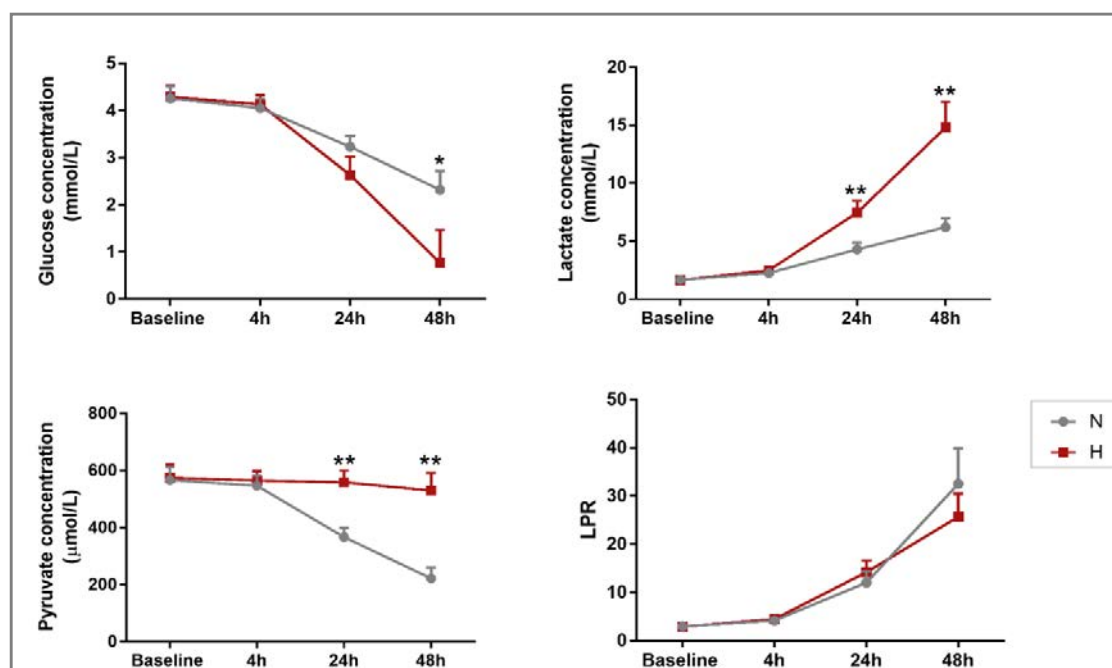 Glucose concentration
(mmol/L)
5
4
3
2
1
0
*
Baseline 4h 24h 48h
Lactate concentration
(mmol/L)
20
15
10
5
0
**
**
Baseline 4h 24h 48h
Pyruvate concentration
(μmol/L)
800
600
400
200
0
** **
Baseline 4h 24h 48h
LPR
50
40
30
20
10
0
Baseline 4h 24h 48h
N
H